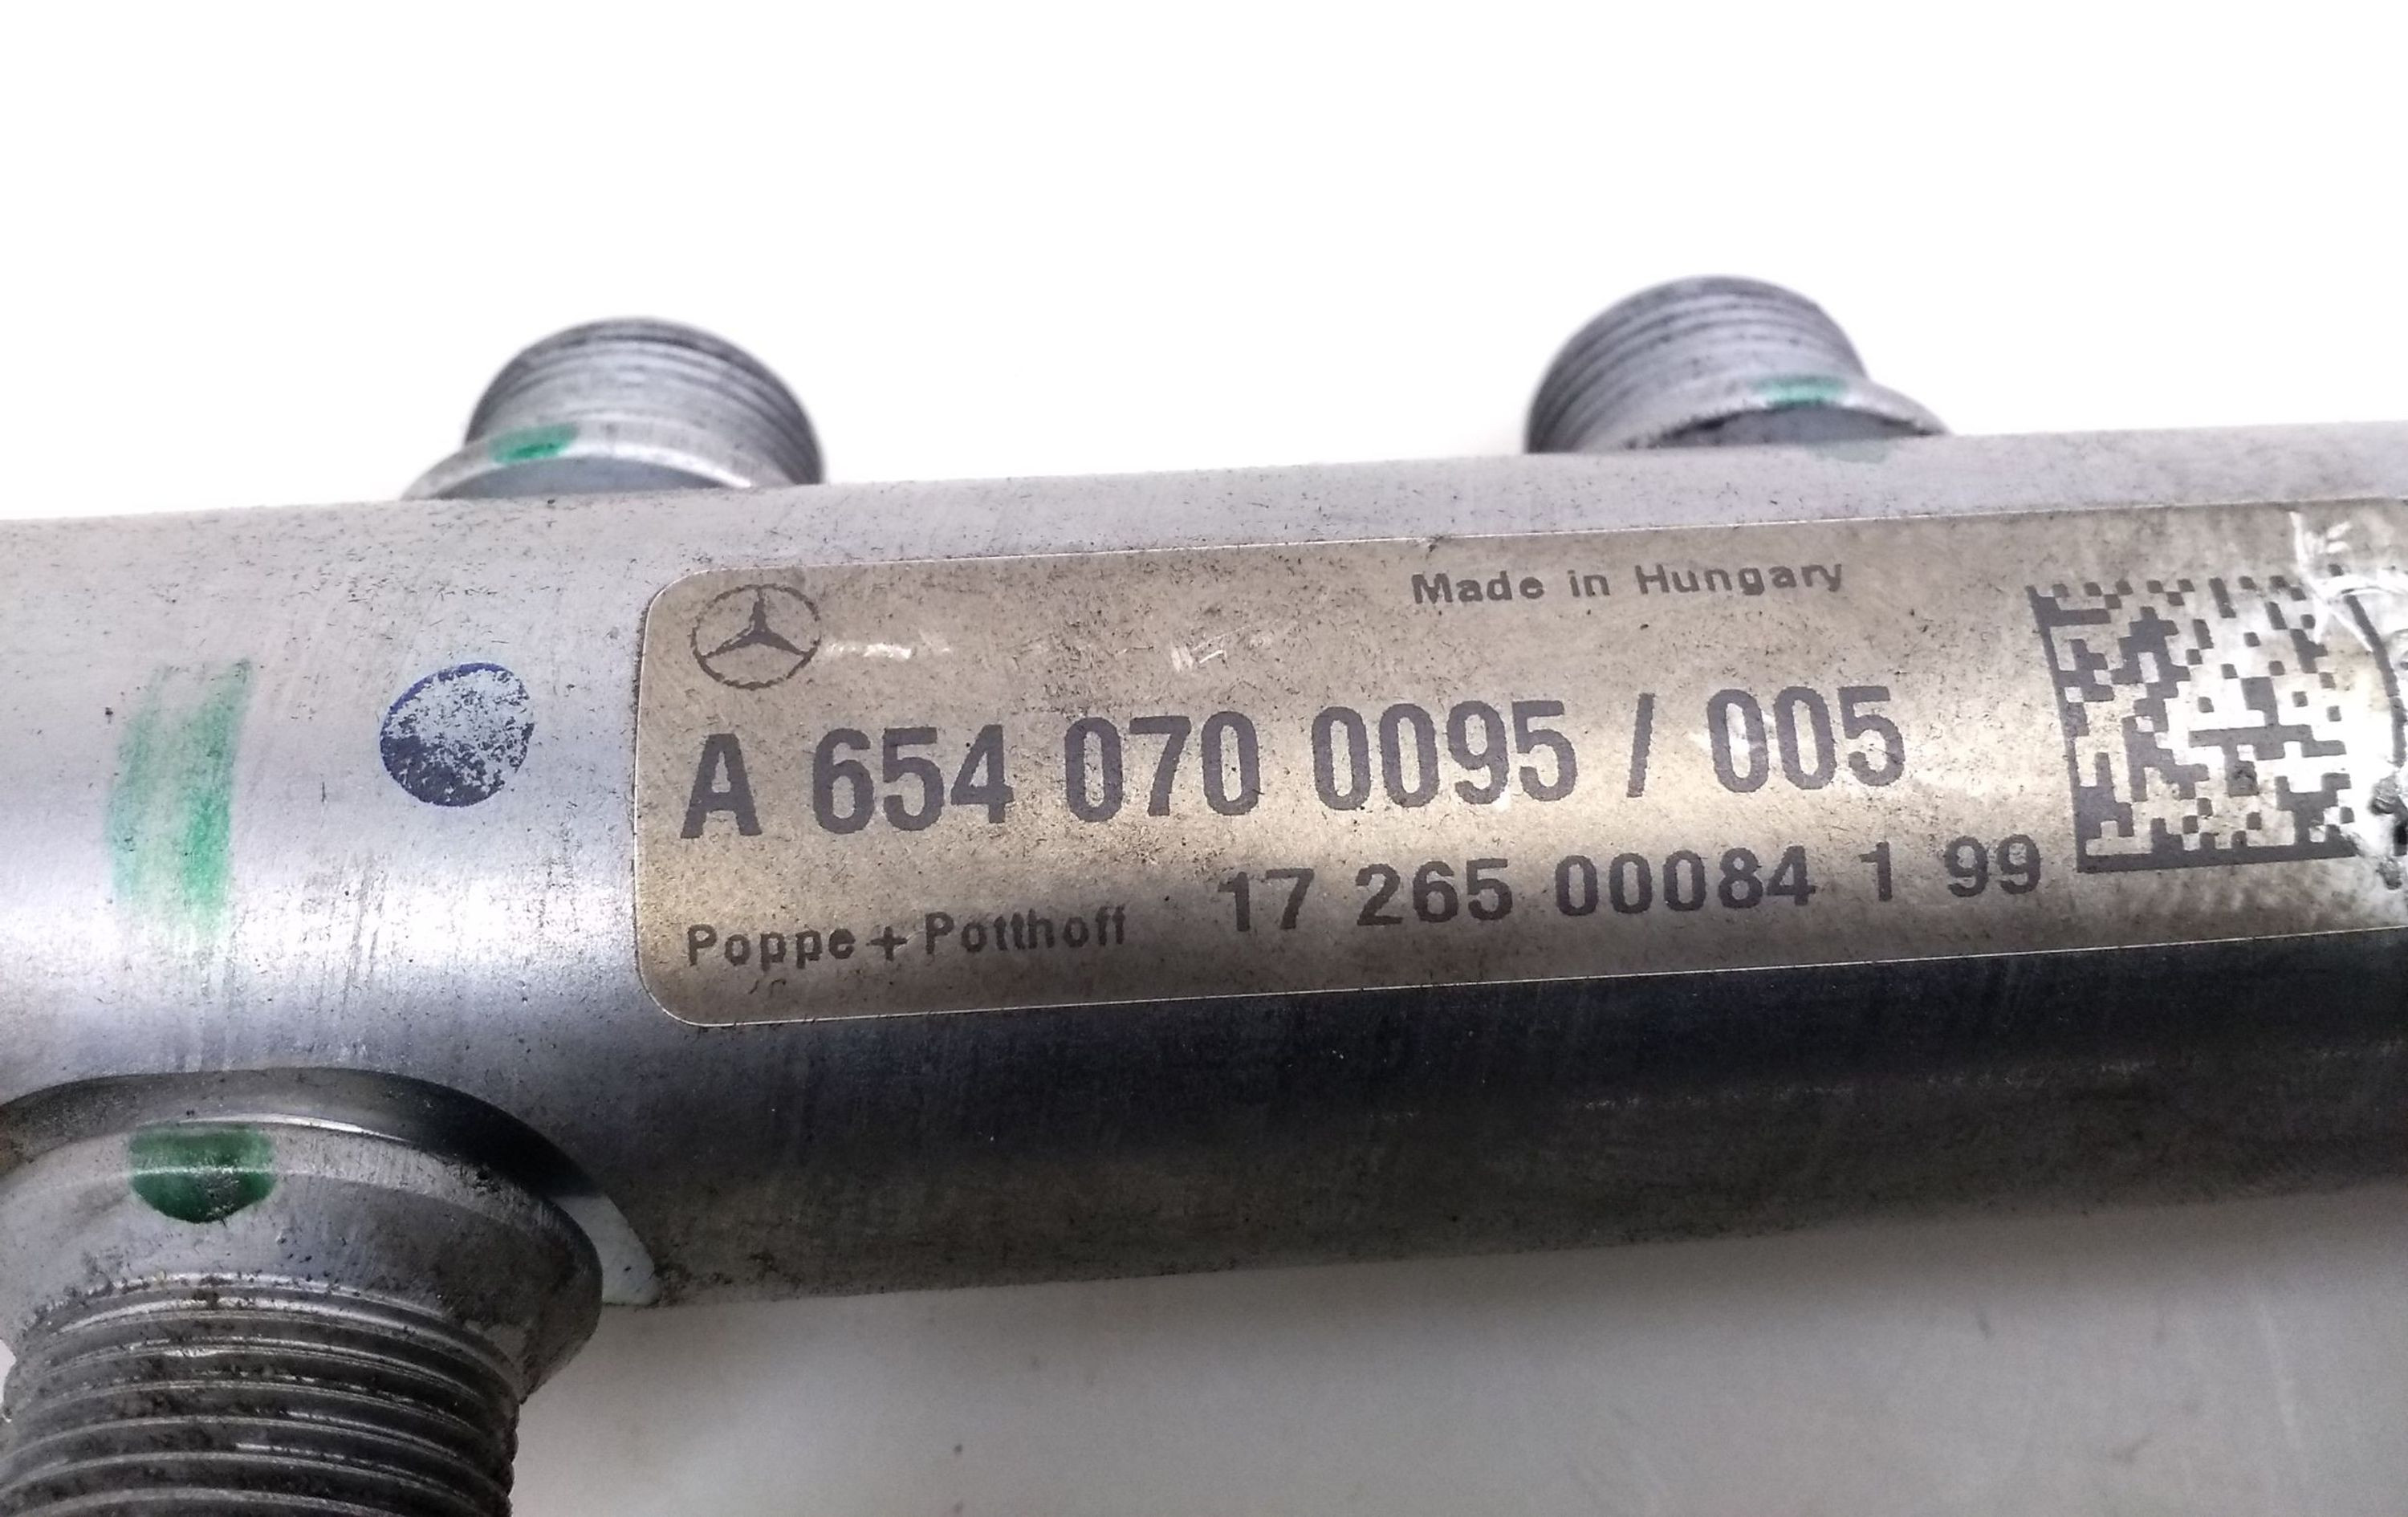 Made in Hungary
A 654 070 0095 / 005
Poppe + Potthoff 17 265 00084 1 99